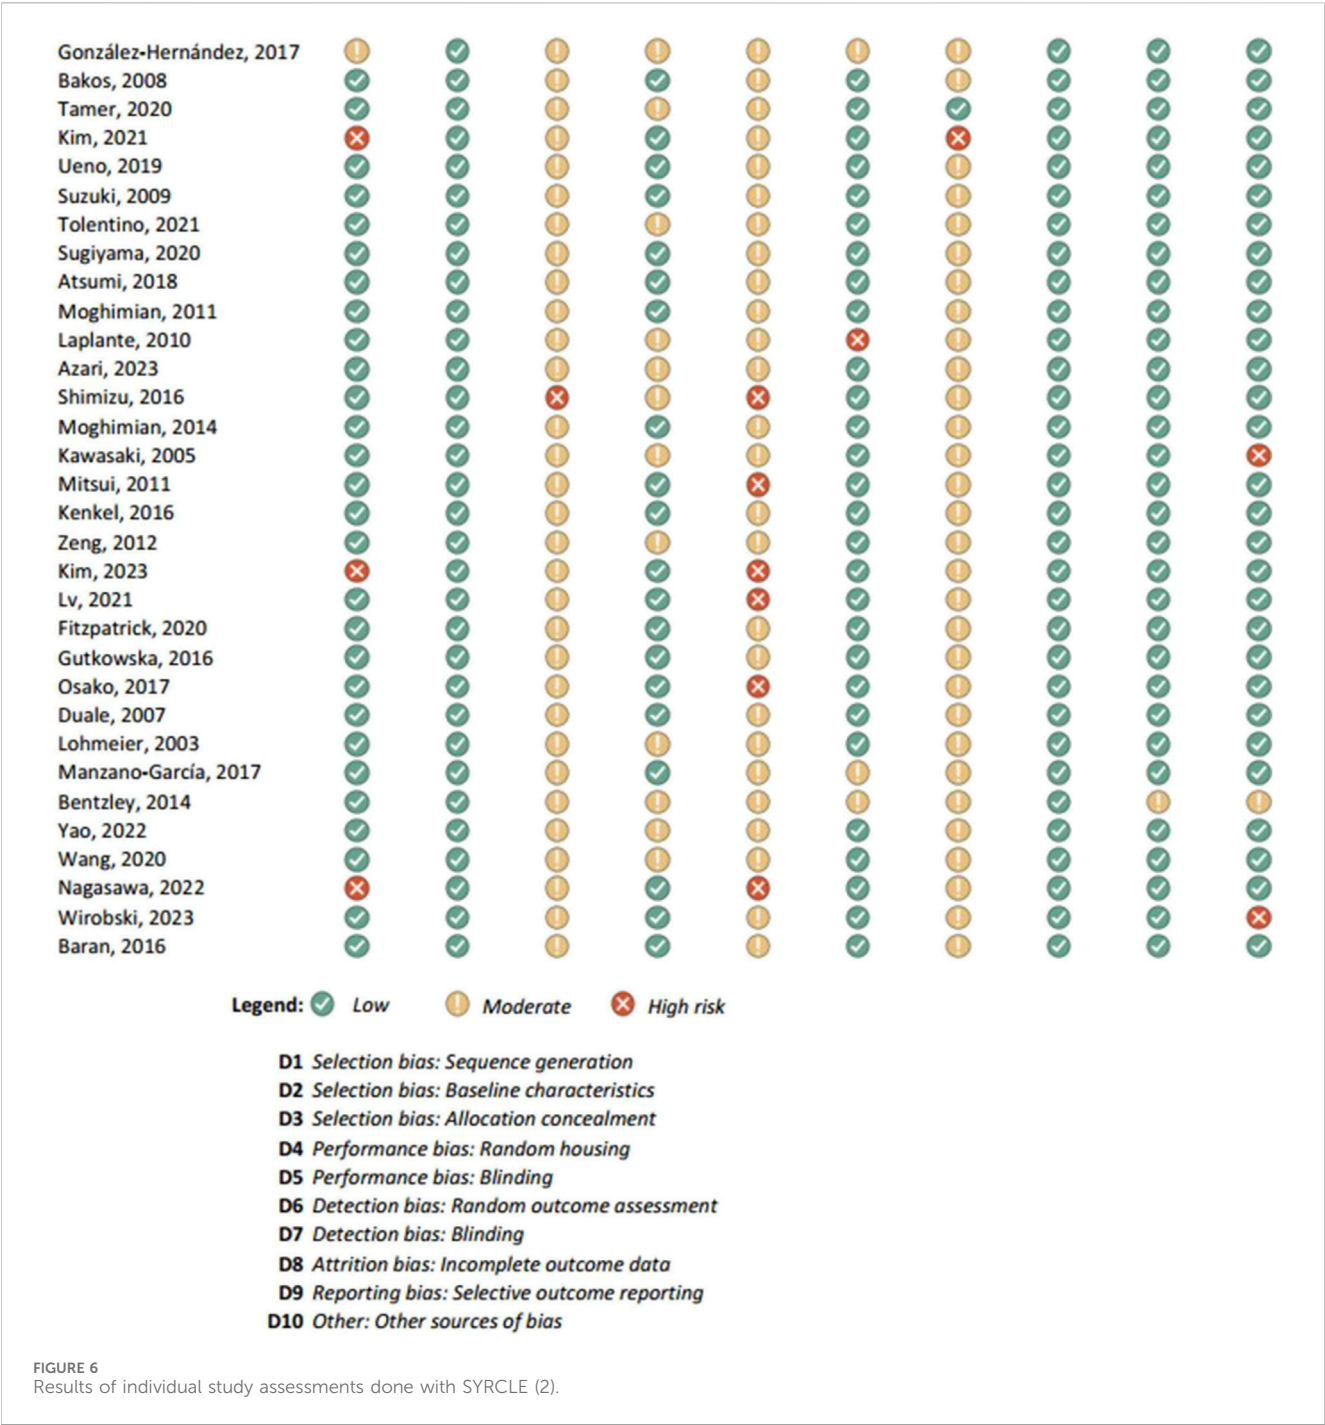 González-Hernández, 2017
Bakos, 2008
Tamer, 2020
Kim, 2021
Ueno, 2019
Suzuki, 2009
Tolentino, 2021
Sugiyama, 2020
Atsumi, 2018
Moghimian, 2011
Laplante, 2010
Azari, 2023
Shimizu, 2016
Moghimian, 2014
Kawasaki, 2005
Mitsui, 2011
Kenkel, 2016
Zeng, 2012
Kim, 2023
Lv, 2021
Fitzpatrick, 2020
Gutkowska, 2016
Osako, 2017
Duale, 2007
Lohmeier, 2003
Manzano-García, 2017
Bentzley, 2014
Yao, 2022
Wang, 2020
Nagasawa, 2022
Wirobski, 2023
Baran, 2016
Legend: Low Moderate High risk
D1 Selection bias: Sequence generation
D2 Selection bias: Baseline characteristics
D3 Selection bias: Allocation concealment
D4 Performance bias: Random housing
D5 Performance bias: Blinding
D6 Detection bias: Random outcome assessment
D7 Detection bias: Blinding
D8 Attrition bias: Incomplete outcome data
D9 Reporting bias: Selective outcome reporting
D10 Other: Other sources of bias
FIGURE 6
Results of individual study assessments done with SYRCLE (2).